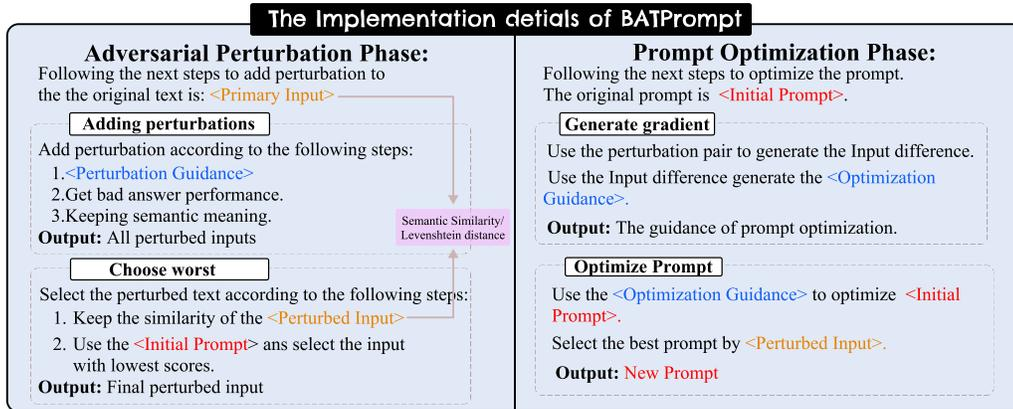 The Implementation detials of BATPrompt
Adversarial Perturbation Phase:
Following the next steps to add perturbation to
the the original text is: <Primary Input>
Adding perturbations
Add perturbation according to the following steps:
1.<Perturbation Guidance>
2.Get bad answer performance.
3.Keeping semantic meaning.
Output: All perturbed inputs
Semantic Similarity/
Levenshtein distance
Choose worst
Select the perturbed text according to the following steps:
1. Keep the similarity of the <Perturbed Input>
2. Use the <Initial Prompt> ans select the input
with lowest scores.
Output: Final perturbed input
Prompt Optimization Phase:
Following the next steps to optimize the prompt.
The original prompt is <Initial Prompt>.
Generate gradient
Use the perturbation pair to generate the Input difference.
Use the Input difference generate the <Optimization
Guidance>.
Output: The guidance of prompt optimization.
Optimize Prompt
Use the <Optimization Guidance> to optimize <Initial
Prompt>.
Select the best prompt by <Perturbed Input>.
Output: New Prompt